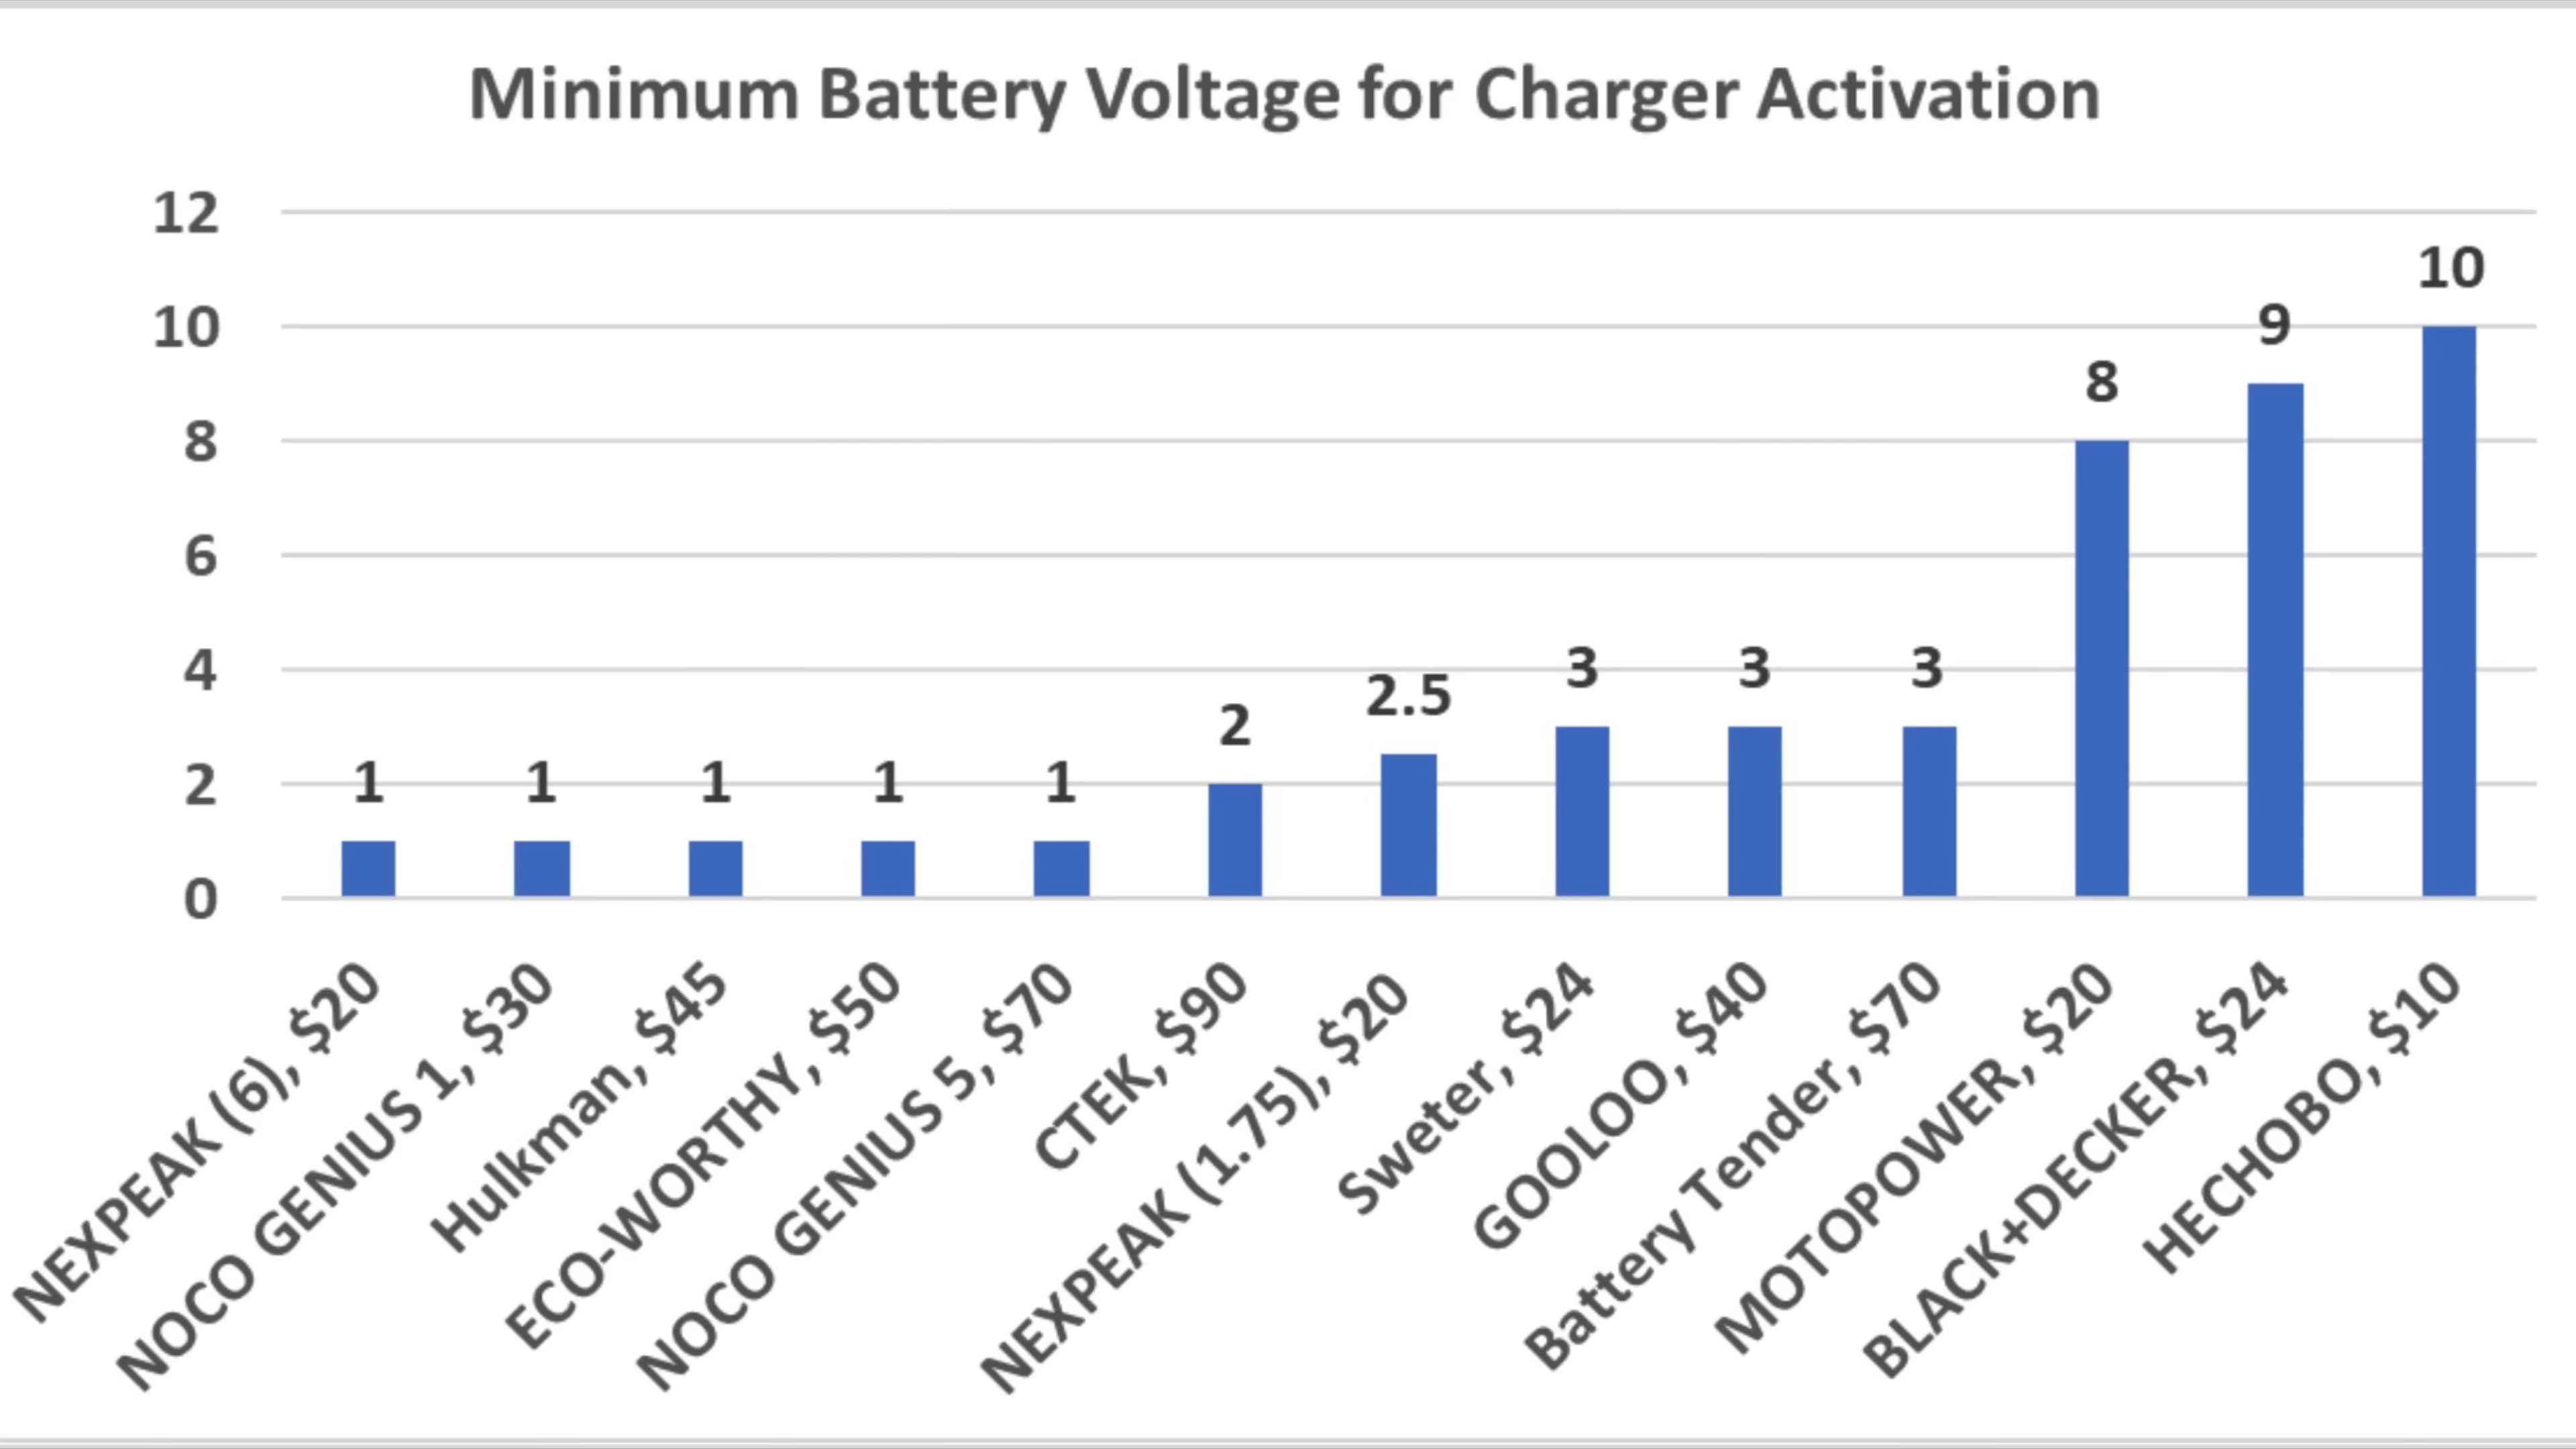 Minimum Battery Voltage for Charger Activation
12
10
8
6
4
2
0
1
1
1
1
1
2
2.5
3
3
3
8
9
10
NEXPEAK (6), $20
NOCO GENIUS 1, $30
Hulkman, $45
ECO-WORTHY, $50
NOCO GENIUS 5, $70
CTEK, $90
NEXPEAK (1.75), $20
Sweter, $24
GOOLOO, $40
Battery Tender, $70
MOTOPOWER, $20
BLACK+DECKER, $24
HECHOBO, $10